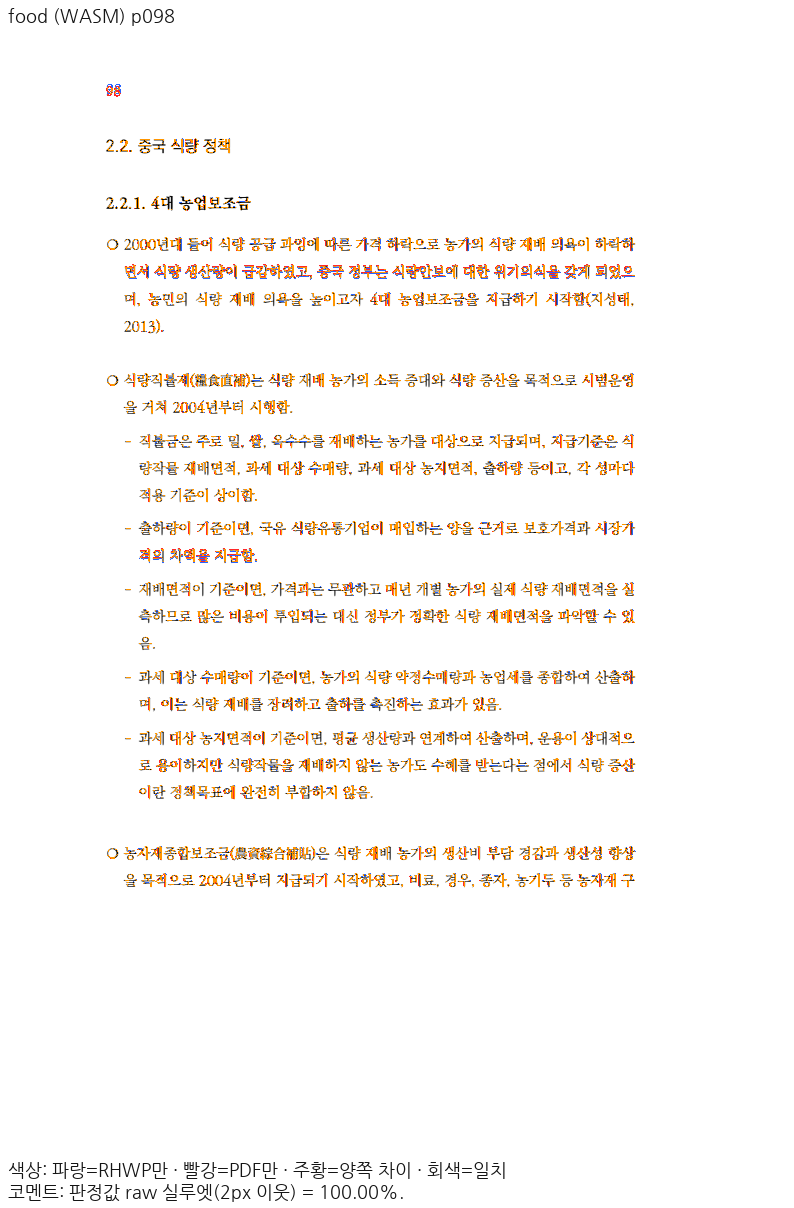 food (WASM) p098
2.2. 중국 식량 정책
2.2.1. 4대 농업보조금
❍ 2000년대 들어 식량 공급 과잉에 따른 가격 하락으로 농가의 식량 재배 의욕이 하락하
면서 식량 생산량이 급감하였고, 중국 정부는 식량안보에 대한 위기의식을 갖게 되었으
며, 농민의 식량 재배 의욕을 높이고자 4대 농업보조금을 지급하기 시작함(지성태,
2013).
❍ 식량직불제(糧食直補)는 식량 재배 농가의 소득 증대와 식량 증산을 목적으로 시범운영
을 거쳐 2004년부터 시행함.
- 직불금은 주로 밀, 쌀, 옥수수를 재배하는 농가를 대상으로 지급되며, 지급기준은 식
량작물 재배면적, 과세 대상 수매량, 과세 대상 농지면적, 출하량 등이고, 각 성마다
적용 기준이 상이함.
- 출하량이 기준이면, 국유 식량유통기업이 매입하는 양을 근거로 보호가격과 시장가
격의 차액을 지급함.
- 재배면적이 기준이면, 가격과는 무관하고 매년 개별 농가의 실제 식량 재배면적을 실
측하므로 많은 비용이 투입되는 대신 정부가 정확한 식량 재배면적을 파악할 수 있
음.
- 과세 대상 수매량이 기준이면, 농가의 식량 약정수매량과 농업세를 종합하여 산출하
며, 이는 식량 재배를 장려하고 출하를 촉진하는 효과가 있음.
- 과세 대상 농지면적이 기준이면, 평균 생산량과 연계하여 산출하며, 운용이 상대적으
로 용이하지만 식량작물을 재배하지 않는 농가도 수혜를 받는다는 점에서 식량 증산
이란 정책목표에 완전히 부합하지 않음.
❍ 농자재종합보조금(農資綜合補貼)은 식량 재배 농가의 생산비 부담 경감과 생산성 향상
을 목적으로 2004년부터 지급되기 시작하였고, 비료, 경우, 종자, 농기구 등 농자재 구
색상: 파랑=RHWP만 · 빨강=PDF만 · 주황=양쪽 차이 · 회색=일치
코멘트: 판정값 raw 실루엣(2px 이웃) = 100.00%.